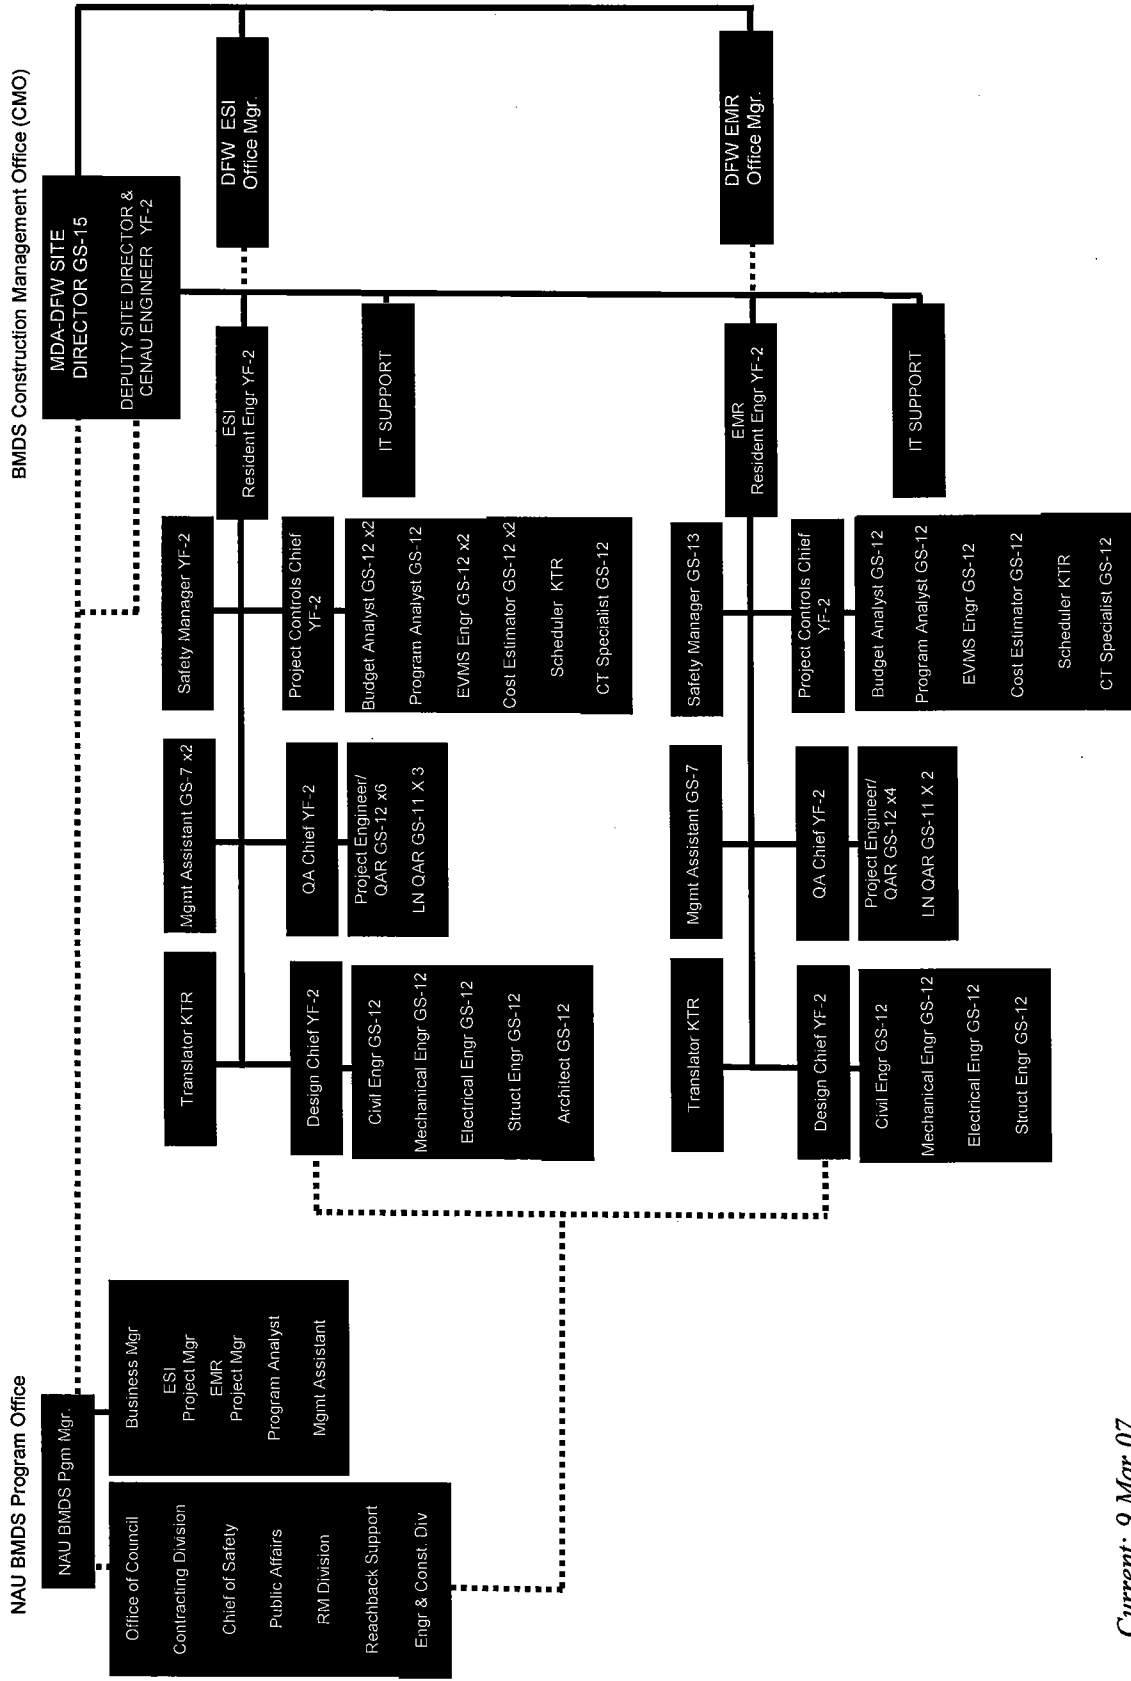 NAU BMDS Program Office
BMDS Construction Management Office (CMO)
NAU BMDS Pgm Mgr.
Office of Council
Contracting Division
Chief of Safety
Public Affairs
RM Division
Reachback Support
Engr & Const. Div
Business Mgr
ESI
Project Mgr
EMR
Project Mgr
Program Analyst
Mgmt Assistant
MDA-DFW SITE
DIRECTOR GS-15
DEPUTY SITE DIRECTOR &
CENAU ENGINEER YF-2
DFW ESI
Office Mgr.
DFW EMR
Office Mgr.
ESI
Resident Engr YF-2
IT SUPPORT
Translator KTR
Mgmt Assistant GS-7 x2
Safety Manager YF-2
Design Chief YF-2
Civil Engr GS-12
Mechanical Engr GS-12
Electrical Engr GS-12
Struct Engr GS-12
Architect GS-12
QA Chief YF-2
Project Engineer/
QAR GS-12 x6
LN QAR GS-11 X 3
Project Controls Chief
YF-2
Budget Analyst GS-12 x2
Program Analyst GS-12
EVMS Engr GS-12 x2
Cost Estimator GS-12 x2
Scheduler KTR
CT Specialist GS-12
EMR
Resident Engr YF-2
IT SUPPORT
Translator KTR
Mgmt Assistant GS-7
Safety Manager GS-13
Design Chief YF-2
Civil Engr GS-12
Mechanical Engr GS-12
Electrical Engr GS-12
Struct Engr GS-12
QA Chief YF-2
Project Engineer/
QAR GS-12 x4
LN QAR GS-11 X 2
Project Controls Chief
YF-2
Budget Analyst GS-12
Program Analyst GS-12
EVMS Engr GS-12
Cost Estimator GS-12
Scheduler KTR
CT Specialist GS-12
Current: 9 Mar 07